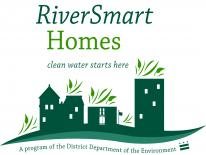 RiverSmart
Homes
clean water starts here
A program of the District Department of the Environment